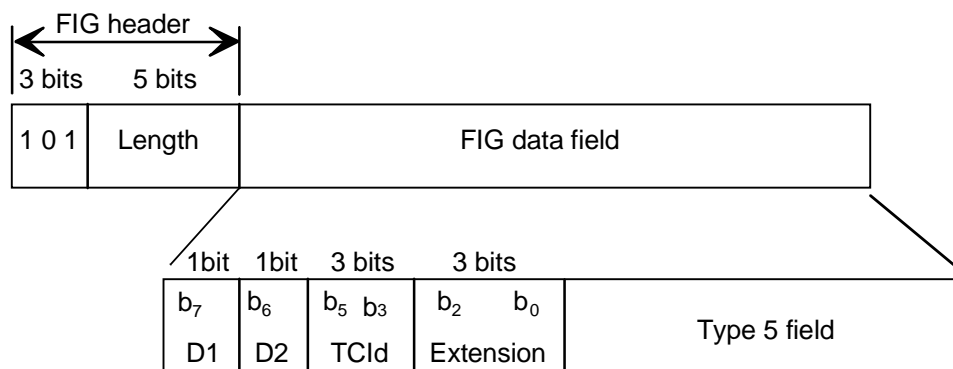 FIG header
3 bits 5 bits
1 0 1 Length FIG data field
1bit 1bit 3 bits 3 bits
b7 b6 b5 b3 b2 b0
D1 D2 TCId Extension Type 5 field